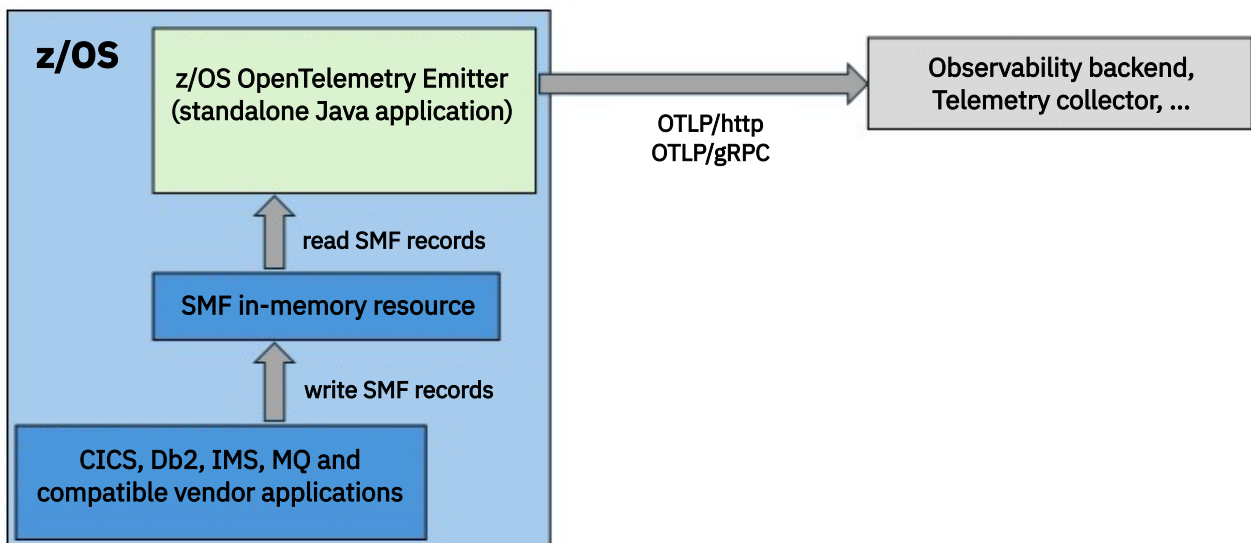 z/OS
z/OS OpenTelemetry Emitter
(standalone Java application)
Observability backend,
Telemetry collector, ...
OTLP/http
OTLP/gRPC
read SMF records
SMF in-memory resource
write SMF records
CICS, Db2, IMS, MQ and
compatible vendor applications